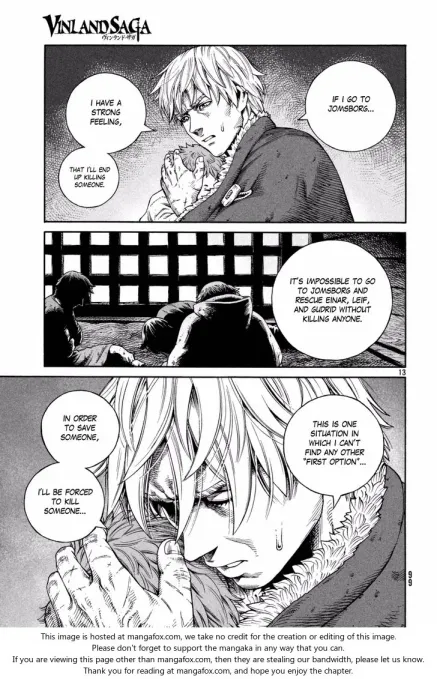 VINLAND SAGA
ヴィンランド・サガ
IF I GO TO
JOMSBORG...
I HAVE A
STRONG
FEELING,
THAT I'LL END
UP KILLING
SOMEONE.
IT'S IMPOSSIBLE TO GO
TO JOMSBORG AND
RESCUE EINAR, LEIF,
AND GUDRID WITHOUT
KILLING ANYONE.
13
THIS IS ONE
SITUATION IN
WHICH I CAN'T
FIND ANY OTHER
"FIRST OPTION"...
IN ORDER
TO SAVE
SOMEONE,
I'LL BE FORCED
TO KILL
SOMEONE...
99
This image is hosted at mangafox.com, we take no credit for the creation or editing of this image.
Please don't forget to support the mangaka in any way that you can.
If you are viewing this page other than mangafox.com, then they are stealing our bandwidth, please let us know.
Thank you for reading at mangafox.com, and hope you enjoy the chapter.